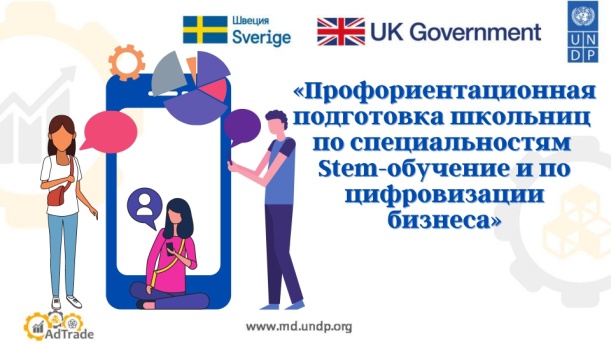 Швеция
Sverige
UK Government
U N
D P
«Профориентационная
подготовка школьниц
по специальностям
Stem-обучение и по
цифровизации
бизнеса»
AdTrade
www.md.undp.org